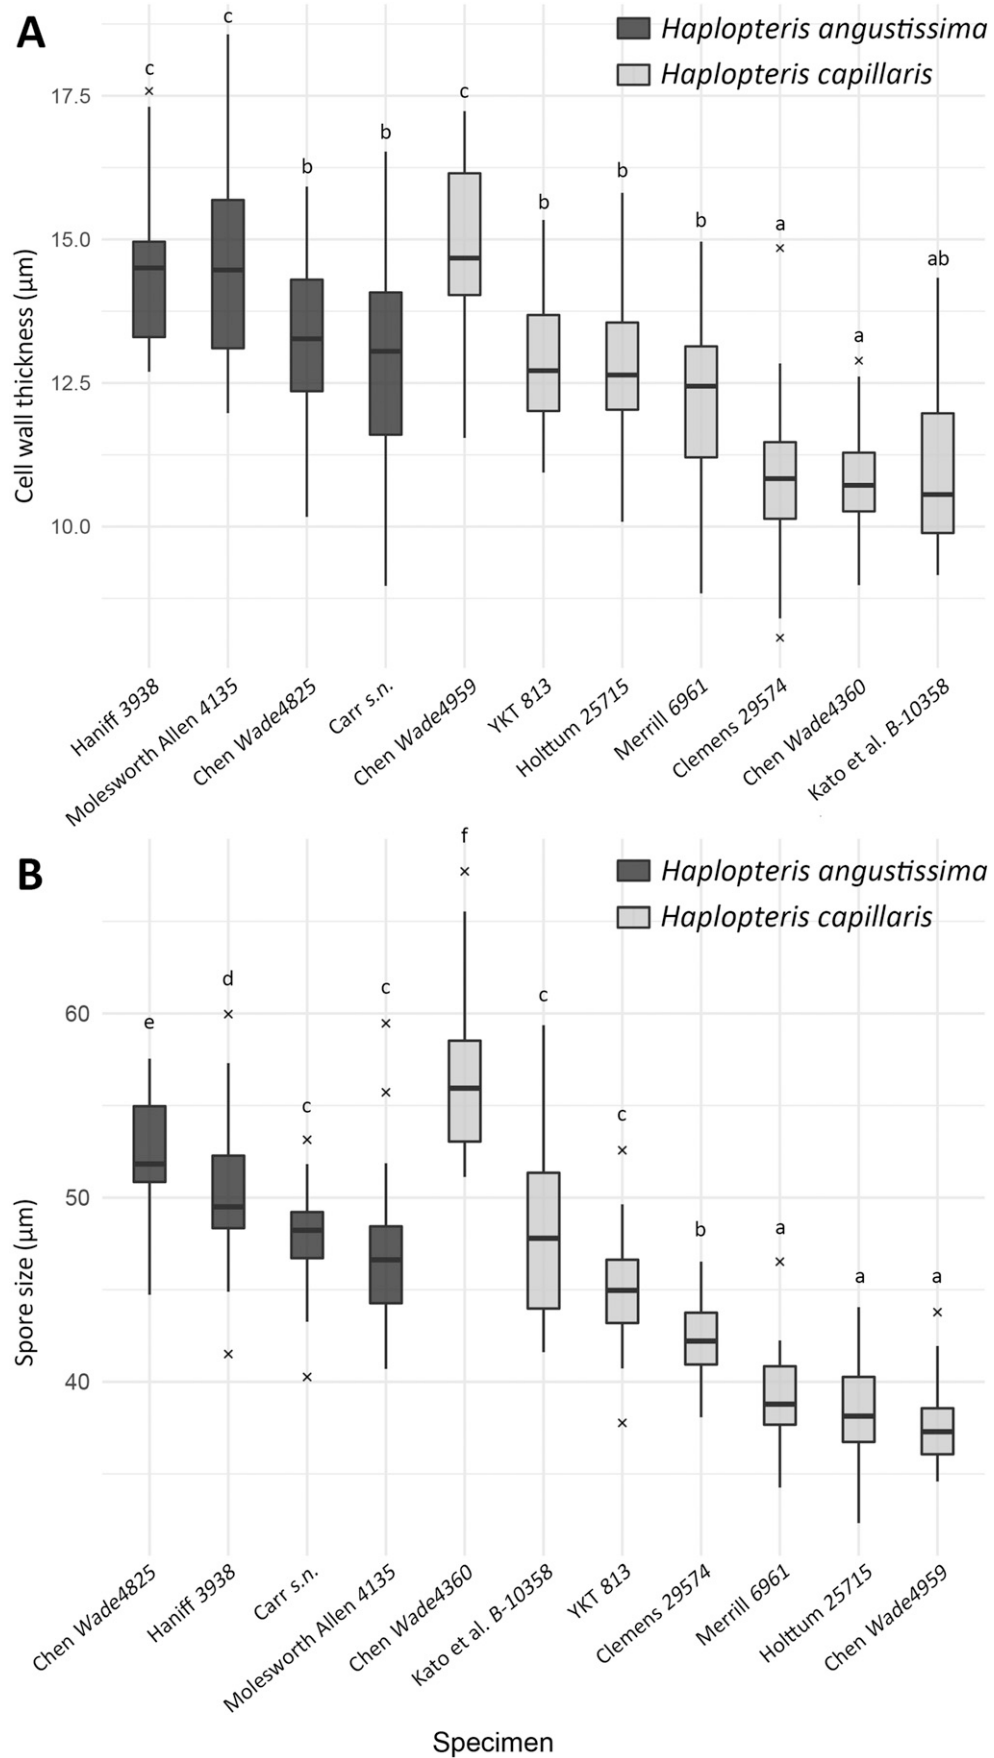 A
Haplopteris angustissima
Haplopteris capillaris
c
c
b
b
c
b
b
b
a
a
ab
17.5
15.0
12.5
10.0
Cell wall thickness (μm)
Haniff 3938
Molesworth Allen 4135
Chen Wade4825
Carr s.n.
Chen Wade4959
YKT 813
Holttum 25715
Merrill 6961
Clemens 29574
Chen Wade4360
Kato et al. B-10358
B
Haplopteris angustissima
Haplopteris capillaris
e
d
c
c
f
c
c
b
a
a
a
60
50
40
Spore size (μm)
Chen Wade4825
Haniff 3938
Carr s.n.
Molesworth Allen 4135
Chen Wade4360
Kato et al. B-10358
YKT 813
Clemens 29574
Merrill 6961
Holttum 25715
Chen Wade4959
Specimen